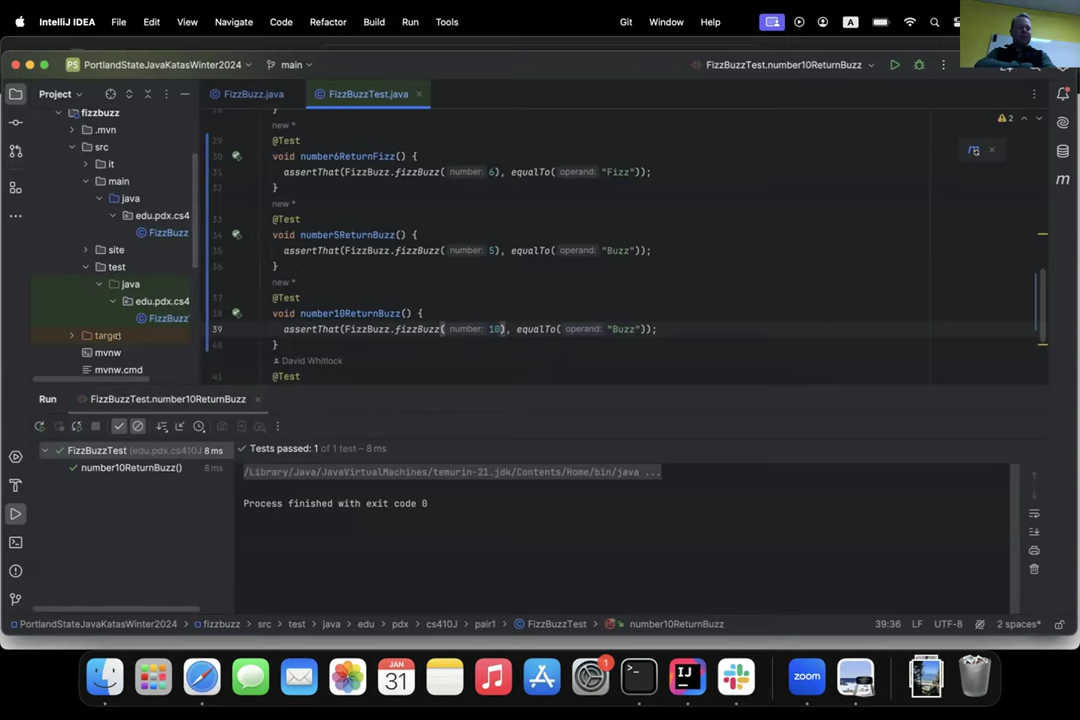 IntelliJ IDEA File Edit View Navigate Code Refactor Build Run Tools Git Window Help A
PS PortlandStateJavaKatasWinter2024 main FizzBuzzTest.number10ReturnBuzz
Project FizzBuzz.java FizzBuzzTest.java
fizzbuzz
.mvn
src
it
main
java
edu.pdx.cs4
FizzBuzz
site
test
java
edu.pdx.cs4
FizzBuzz
target
mvnw
mvnw.cmd
2
28 }
new *
29 @Test
30 void number6ReturnFizz() {
31 assertThat(FizzBuzz.fizzBuzz( number: 6), equalTo( operand: "Fizz"));
32 }
new *
33 @Test
34 void number5ReturnBuzz() {
35 assertThat(FizzBuzz.fizzBuzz( number: 5), equalTo( operand: "Buzz"));
36 }
new *
37 @Test
38 void number10ReturnBuzz() {
39 assertThat(FizzBuzz.fizzBuzz( number: 10), equalTo( operand: "Buzz"));
40 }
David Whitlock
41 @Test
m
Run FizzBuzzTest.number10ReturnBuzz
FizzBuzzTest (edu.pdx.cs410J 8 ms
number10ReturnBuzz() 8 ms
Tests passed: 1 of 1 test – 8 ms
/Library/Java/JavaVirtualMachines/temurin-21.jdk/Contents/Home/bin/java ...
Process finished with exit code 0
PortlandStateJavaKatasWinter2024 fizzbuzz src test java edu pdx cs410J pair1 FizzBuzzTest number10ReturnBuzz 39:36 LF UTF-8 2 spaces*
JAN
31
1
IJ
zoom